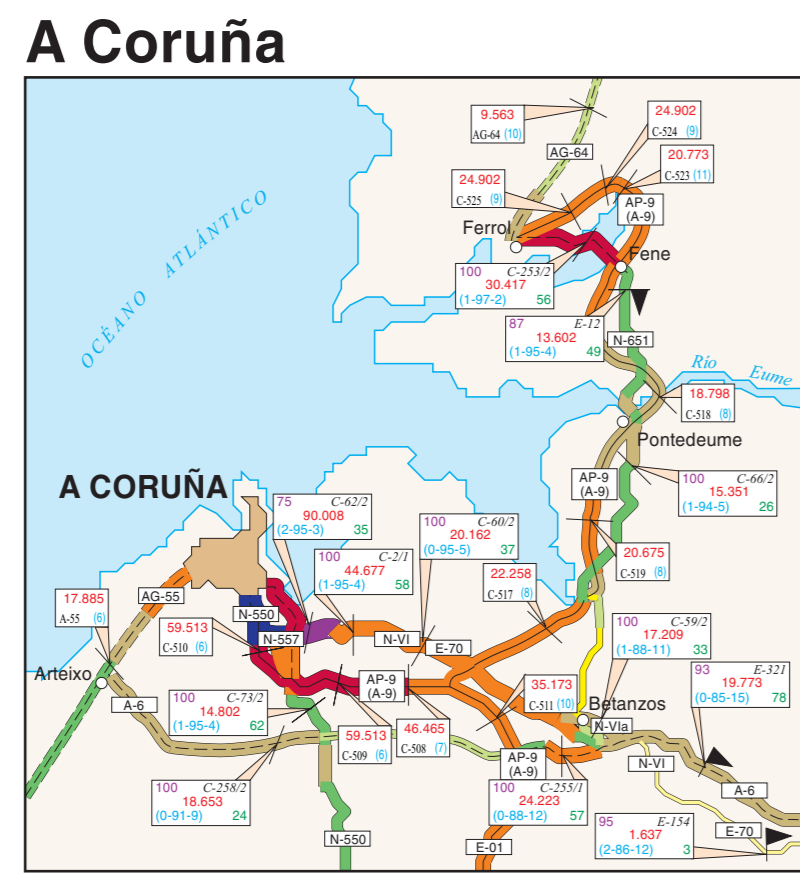 A Coruña
9.563
AG-64 (10)
24.902
C-524 (9)
AG-64
20.773
C-523 (11)
24.902
C-525 (9)
AP-9
(A-9)
Ferrol
Fene
100 C-253/2
30.417
(1-97-2) 56
OCÉANO ATLÁNTICO
87 E-12
13.602
(1-95-4) 49
N-651
Río Eume
18.798
C-518 (8)
Pontedeume
A CORUÑA
AP-9
(A-9)
100 C-66/2
15.351
(1-94-5) 26
75 C-62/2
90.008
(2-95-3) 35
100 C-60/2
20.162
(0-95-5) 37
100 C-2/1
44.677
(1-95-4) 58
20.675
C-519 (8)
22.258
C-517 (8)
AG-55
17.885
A-55 (6)
N-550
59.513
C-510 (6)
N-557
N-VI
E-70
100 C-59/2
17.209
(1-88-11) 33
Arteixo
A-6
AP-9
(A-9)
35.173
C-511 (10)
93 E-321
19.773
(0-85-15) 78
100 C-73/2
14.802
(1-95-4) 62
Betanzos
N-VIa
59.513
C-509 (6)
46.465
C-508 (7)
AP-9
(A-9)
N-VI
100 C-258/2
18.653
(0-91-9) 24
100 C-255/1
24.223
(0-88-12) 57
A-6
95 E-154
1.637
(2-86-12) 3
E-70
N-550
E-01